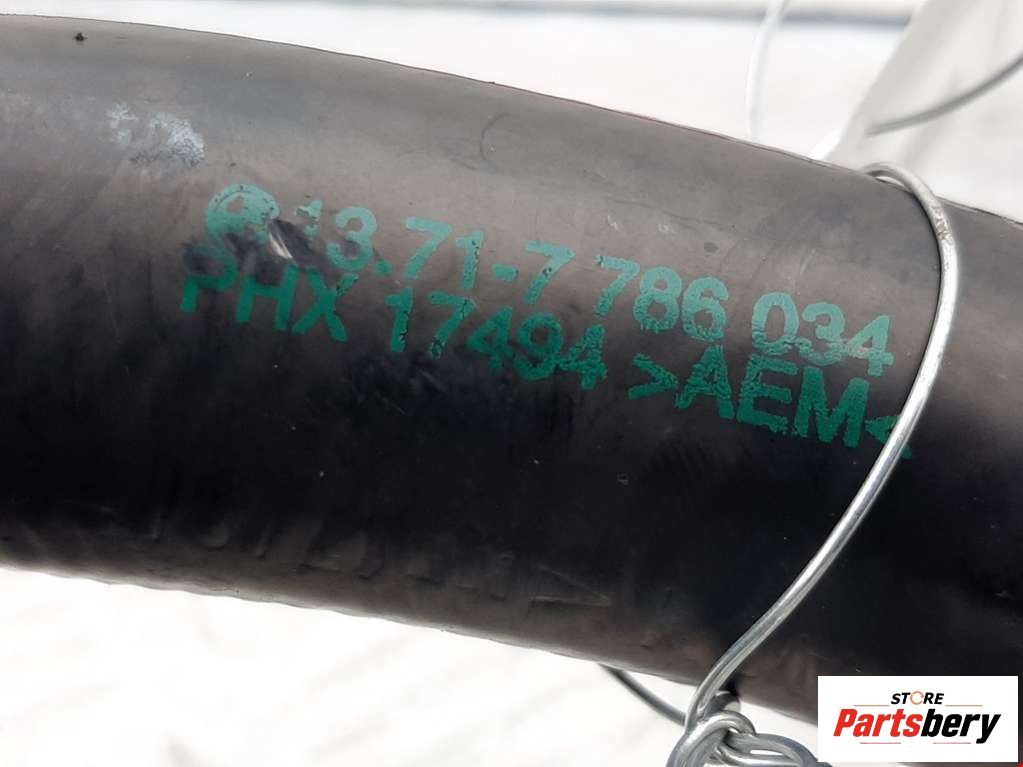 13.71-7 786 034
PHX 17494 >AEM<
STORE
Partsbery